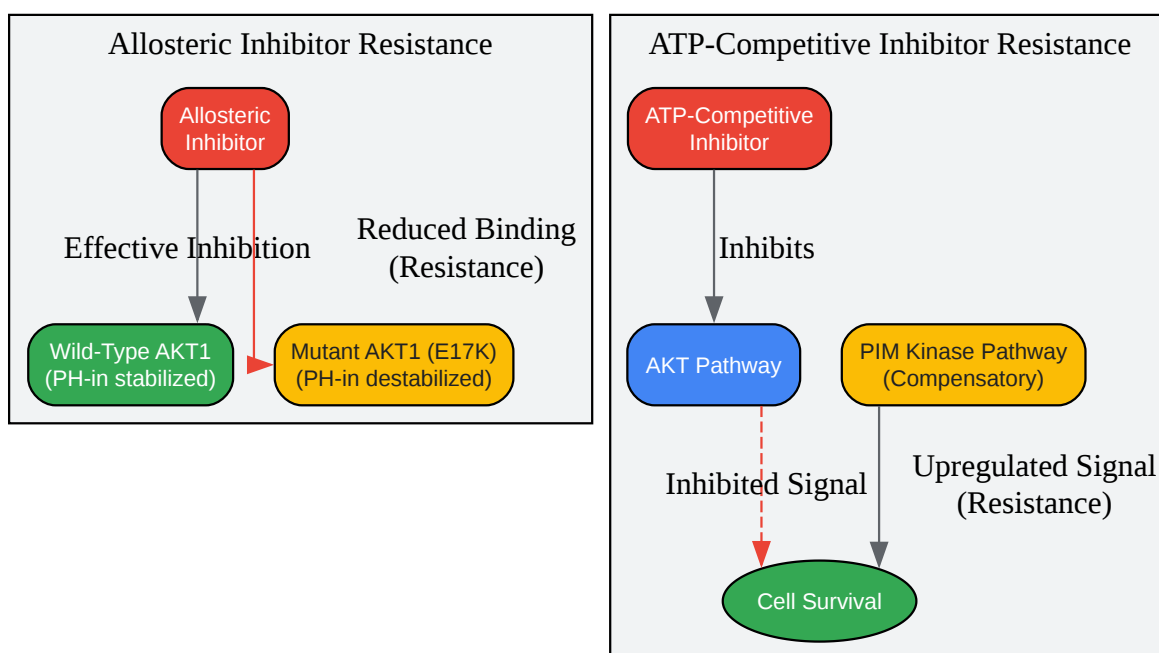 Allosteric Inhibitor Resistance
Allosteric
Inhibitor
Effective Inhibition
Reduced Binding
(Resistance)
Wild-Type AKT1
(PH-in stabilized)
Mutant AKT1 (E17K)
(PH-in destabilized)
ATP-Competitive Inhibitor Resistance
ATP-Competitive
Inhibitor
Inhibits
AKT Pathway
PIM Kinase Pathway
(Compensatory)
Inhibited Signal
Upregulated Signal
(Resistance)
Cell Survival